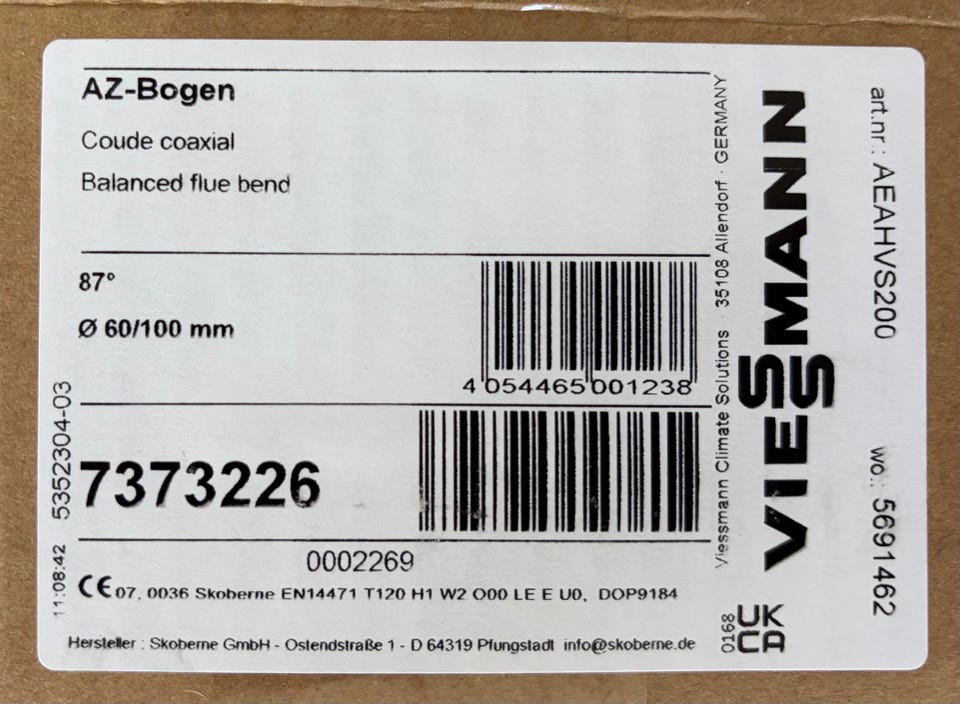 AZ-Bogen
Coude coaxial
Balanced flue bend
87°
Ø 60/100 mm
4 054465 001238
7373226
0002269
CE 07, 0036 Skoberne EN14471 T120 H1 W2 O00 LE E U0, DOP9184
Hersteller : Skoberne GmbH - Ostendstraße 1 - D 64319 Pfungstadt info@skoberne.de
11:08:42 5352304-03
Viessmann Climate Solutions · 35108 Allendorf · GERMANY
VIESSMANN
0168 UKCA
art.nr.: AEAHVS200
wo.: 5691462